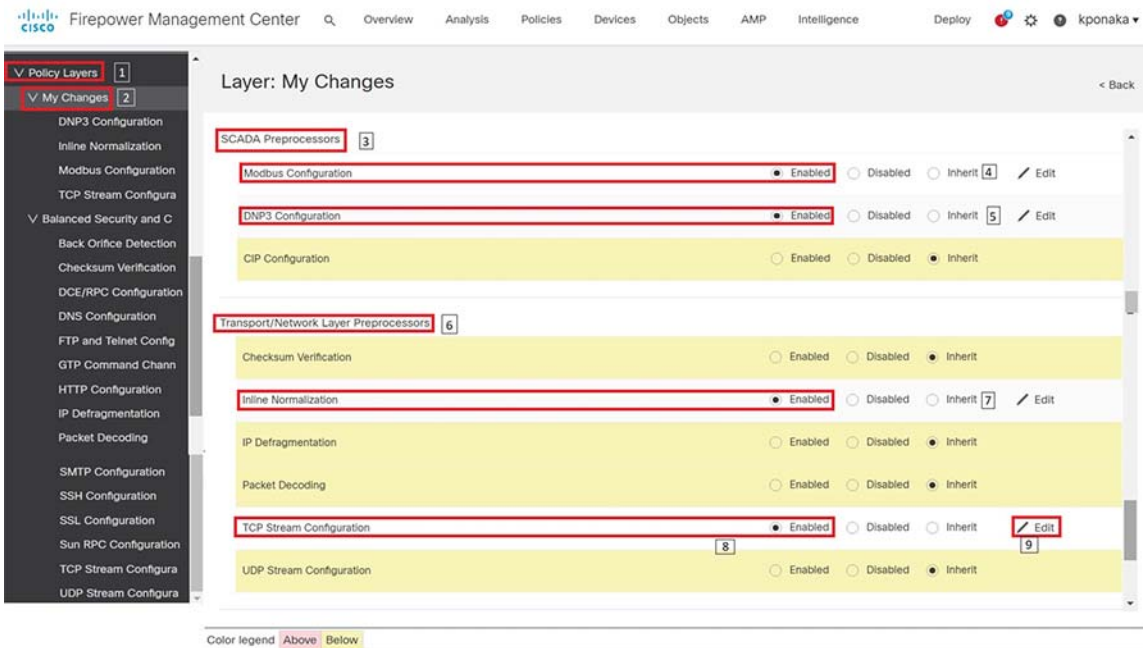 CISCO Firepower Management Center Overview Analysis Policies Devices Objects AMP Intelligence Deploy kponaka
Policy Layers 1
My Changes 2
DNP3 Configuration
Inline Normalization
Modbus Configuration
TCP Stream Configura
Balanced Security and C
Back Orifice Detection
Checksum Verification
DCE/RPC Configuration
DNS Configuration
FTP and Telnet Config
GTP Command Chann
HTTP Configuration
IP Defragmentation
Packet Decoding
SMTP Configuration
SSH Configuration
SSL Configuration
Sun RPC Configuration
TCP Stream Configura
UDP Stream Configura
Layer: My Changes
< Back
SCADA Preprocessors 3
Modbus Configuration Enabled Disabled Inherit 4 Edit
DNP3 Configuration Enabled Disabled Inherit 5 Edit
CIP Configuration Enabled Disabled Inherit
Transport/Network Layer Preprocessors 6
Checksum Verification Enabled Disabled Inherit
Inline Normalization Enabled Disabled Inherit 7 Edit
IP Defragmentation Enabled Disabled Inherit
Packet Decoding Enabled Disabled Inherit
TCP Stream Configuration Enabled Disabled Inherit Edit
8 9
UDP Stream Configuration Enabled Disabled Inherit
Color legend Above Below